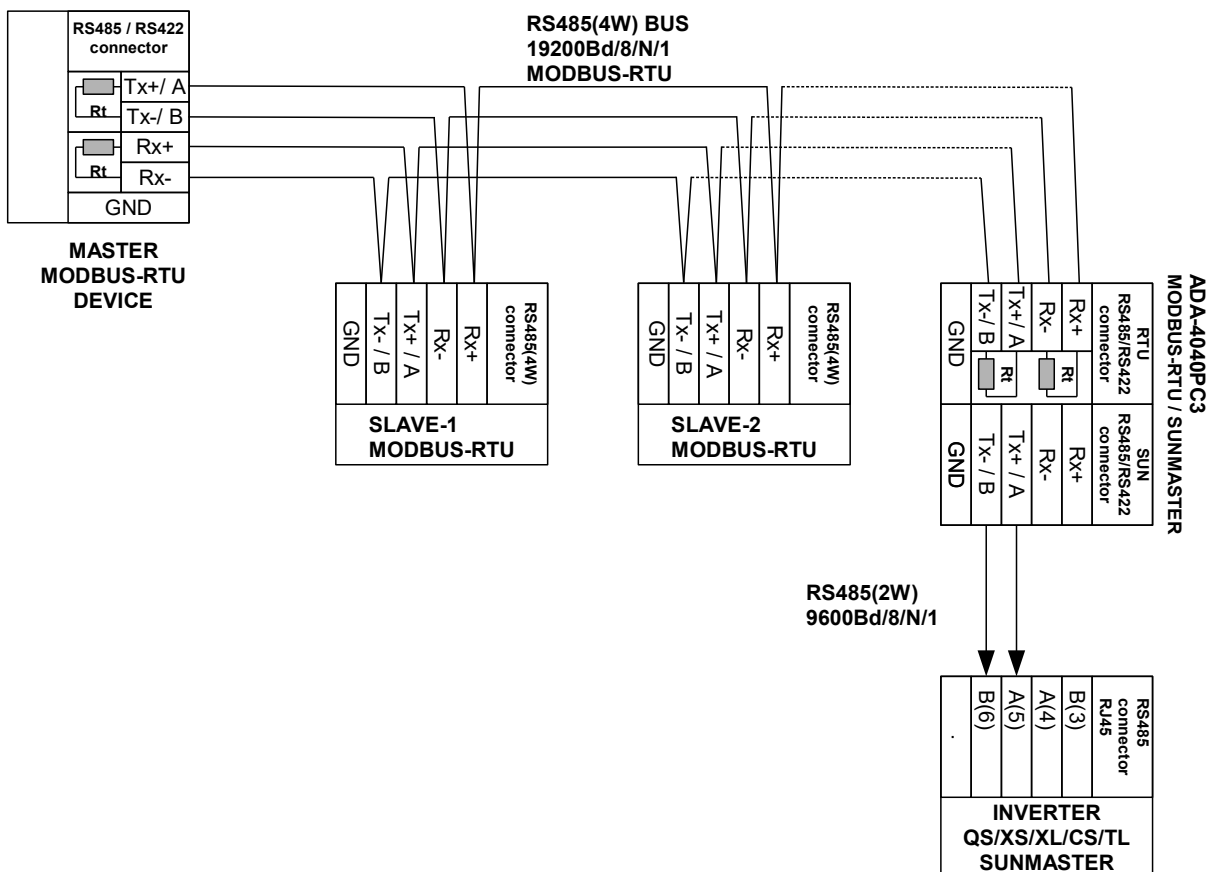 RS485 / RS422
connector
Tx+/ A
Rt
Tx-/ B
Rx+
Rt
Rx-
GND
MASTER
MODBUS-RTU
DEVICE
RS485(4W) BUS
19200Bd/8/N/1
MODBUS-RTU
RS485(4W)
connector
Rx+
Rx-
Tx+ / A
Tx- / B
GND
SLAVE-1
MODBUS-RTU
RS485(4W)
connector
Rx+
Rx-
Tx+ / A
Tx- / B
GND
SLAVE-2
MODBUS-RTU
ADA-4040PC3
MODBUS-RTU / SUNMASTER
RTU
RS485/RS422
connector
Rx+
Rx-
Tx+/ A
Tx-/ B
GND
Rt
Rt
SUN
RS485/RS422
connector
Rx+
Rx-
Tx+ / A
Tx- / B
GND
RS485(2W)
9600Bd/8/N/1
RS485
connector
RJ45
B(3)
A(4)
A(5)
B(6)
.
INVERTER
QS/XS/XL/CS/TL
SUNMASTER